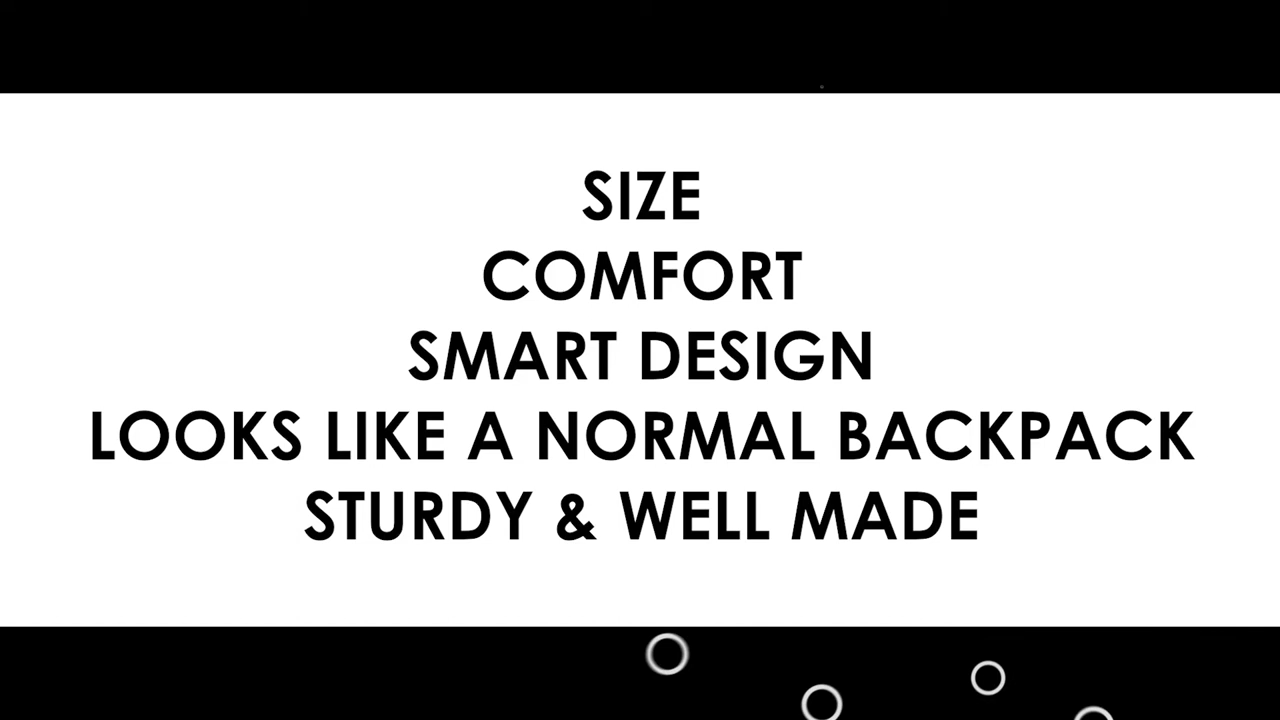 SIZE
COMFORT
SMART DESIGN
LOOKS LIKE A NORMAL BACKPACK
STURDY & WELL MADE